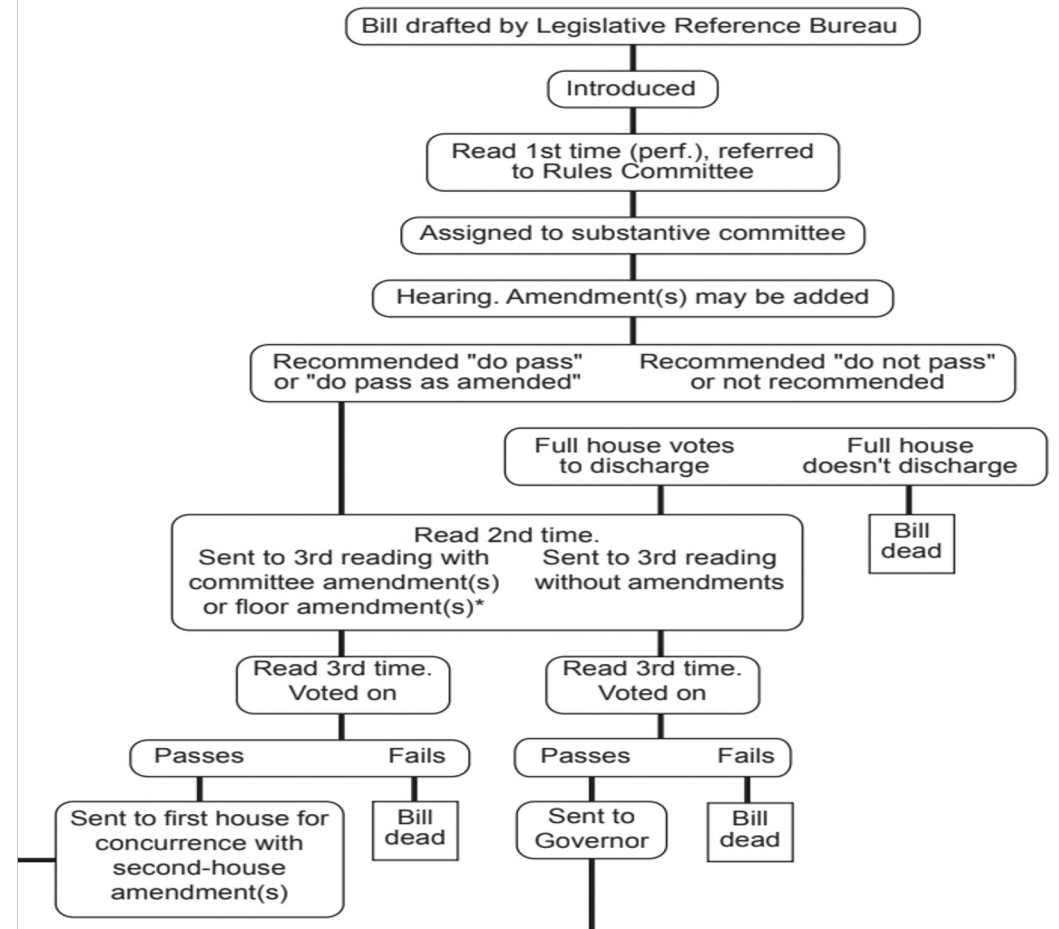 Bill drafted by Legislative Reference Bureau
Introduced
Read 1st time (perf.), referred
to Rules Committee
Assigned to substantive committee
Hearing. Amendment(s) may be added
Recommended "do pass"
or "do pass as amended"
Recommended "do not pass"
or not recommended
Full house votes
to discharge
Full house
doesn't discharge
Bill
dead
Read 2nd time.
Sent to 3rd reading with
committee amendment(s)
or floor amendment(s)*
Sent to 3rd reading
without amendments
Read 3rd time.
Voted on
Read 3rd time.
Voted on
Passes
Fails
Passes
Fails
Sent to first house for
concurrence with
second-house
amendment(s)
Bill
dead
Sent to
Governor
Bill
dead